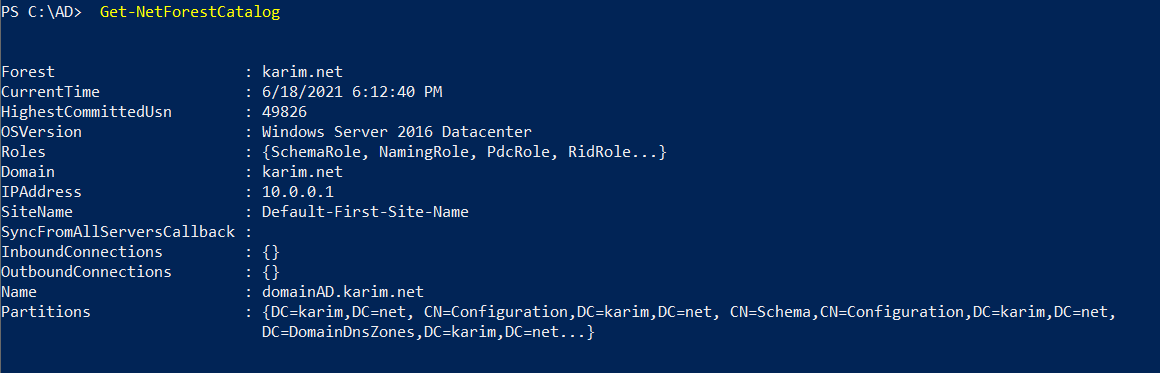 PS C:\AD> Get-NetForestCatalog
Forest : karim.net
CurrentTime : 6/18/2021 6:12:40 PM
HighestCommittedUsn : 49826
OSVersion : Windows Server 2016 Datacenter
Roles : {SchemaRole, NamingRole, PdcRole, RidRole...}
Domain : karim.net
IPAddress : 10.0.0.1
SiteName : Default-First-Site-Name
SyncFromAllServersCallback :
InboundConnections : {}
OutboundConnections : {}
Name : domainAD.karim.net
Partitions : {DC=karim,DC=net, CN=Configuration,DC=karim,DC=net, CN=Schema,CN=Configuration,DC=karim,DC=net,
DC=DomainDnsZones,DC=karim,DC=net...}